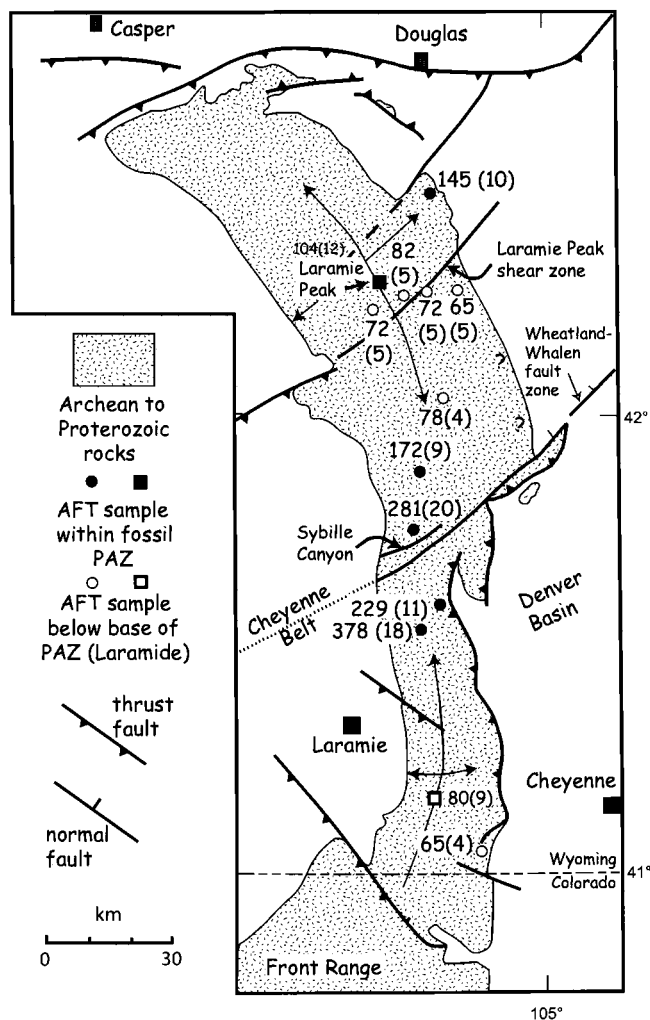 Casper
Douglas
145 (10)
104(12)
82
(5)
Laramie
Peak
Laramie Peak
shear zone
72
(5)
72
(5)
65
(5)
Wheatland-
Whalen
fault
zone
78(4)
42°
172(9)
281(20)
Sybille
Canyon
Cheyenne
Belt
229 (11)
378 (18)
Denver
Basin
Laramie
Cheyenne
80(9)
65(4)
Wyoming
Colorado
41°
Front Range
105°
Archean to
Proterozoic
rocks
AFT sample
within fossil
PAZ
AFT sample
below base of
PAZ (Laramide)
thrust
fault
normal
fault
km
0 30
?
?